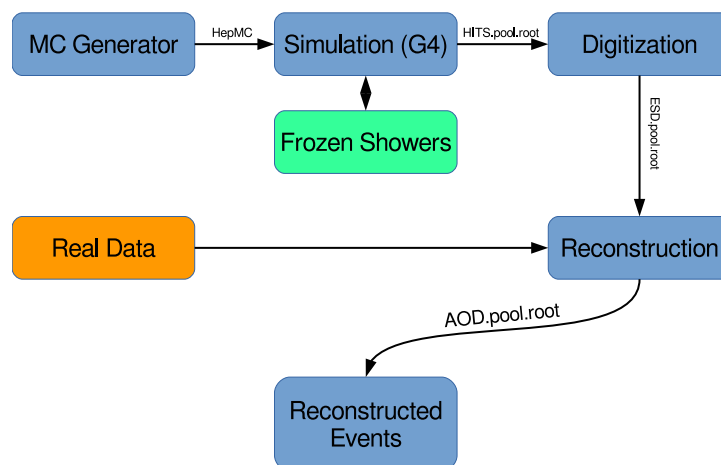 MC Generator
HepMC
Simulation (G4)
HITS.pool.root
Digitization
Frozen Showers
ESD.pool.root
Real Data
Reconstruction
AOD.pool.root
Reconstructed
Events